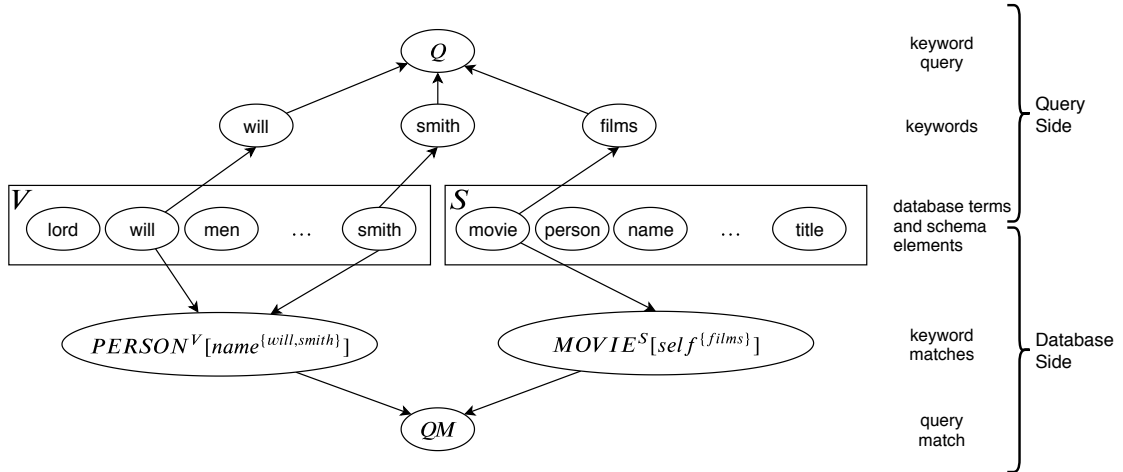 Q
keyword
query
will
smith
films
keywords
Query
Side
V
lord
will
men
...
smith
S
movie
person
name
...
title
database terms
and schema
elements
PERSON^V[name^{will,smith}]
MOVIE^S[self^{films}]
keyword
matches
Database
Side
QM
query
match